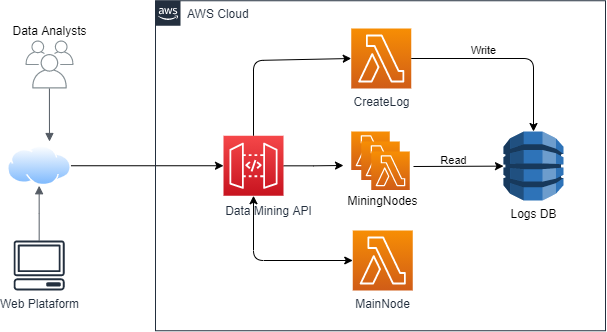 aws
AWS Cloud
Data Analysts
Write
CreateLog
Read
MiningNodes
Data Mining API
Logs DB
Web Plataform
MainNode